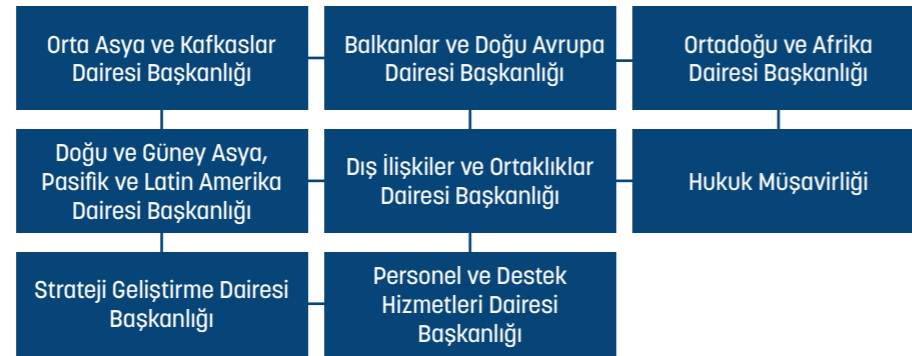 Orta Asya ve Kafkaslar
Dairesi Başkanlığı
Balkanlar ve Doğu Avrupa
Dairesi Başkanlığı
Ortadoğu ve Afrika
Dairesi Başkanlığı
Doğu ve Güney Asya,
Pasifik ve Latin Amerika
Dairesi Başkanlığı
Dış İlişkiler ve Ortaklıklar
Dairesi Başkanlığı
Hukuk Müşavirliği
Strateji Geliştirme Dairesi
Başkanlığı
Personel ve Destek
Hizmetleri Dairesi
Başkanlığı